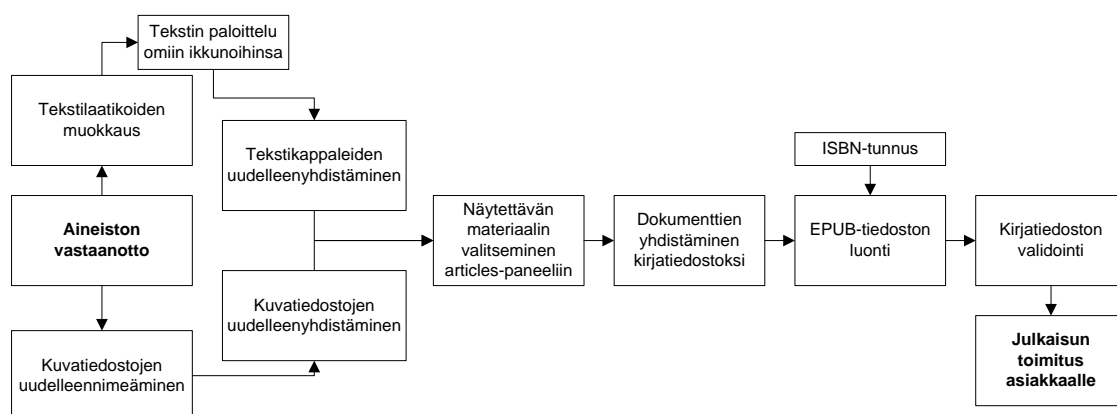 Tekstin paloittelu
omiin ikkunoihinsa
Tekstilaatikoiden
muokkaus
Tekstikappaleiden
uudelleenyhdistäminen
ISBN-tunnus
Aineiston
vastaanotto
Näytettävän
materiaalin
valitseminen
articles-paneeliin
Dokumenttien
yhdistäminen
kirjatiedostoksi
EPUB-tiedoston
luonti
Kirjatiedoston
validointi
Kuvatiedostojen
uudelleenyhdistäminen
Kuvatiedostojen
uudelleennimeäminen
Julkaisun
toimitus
asiakkaalle